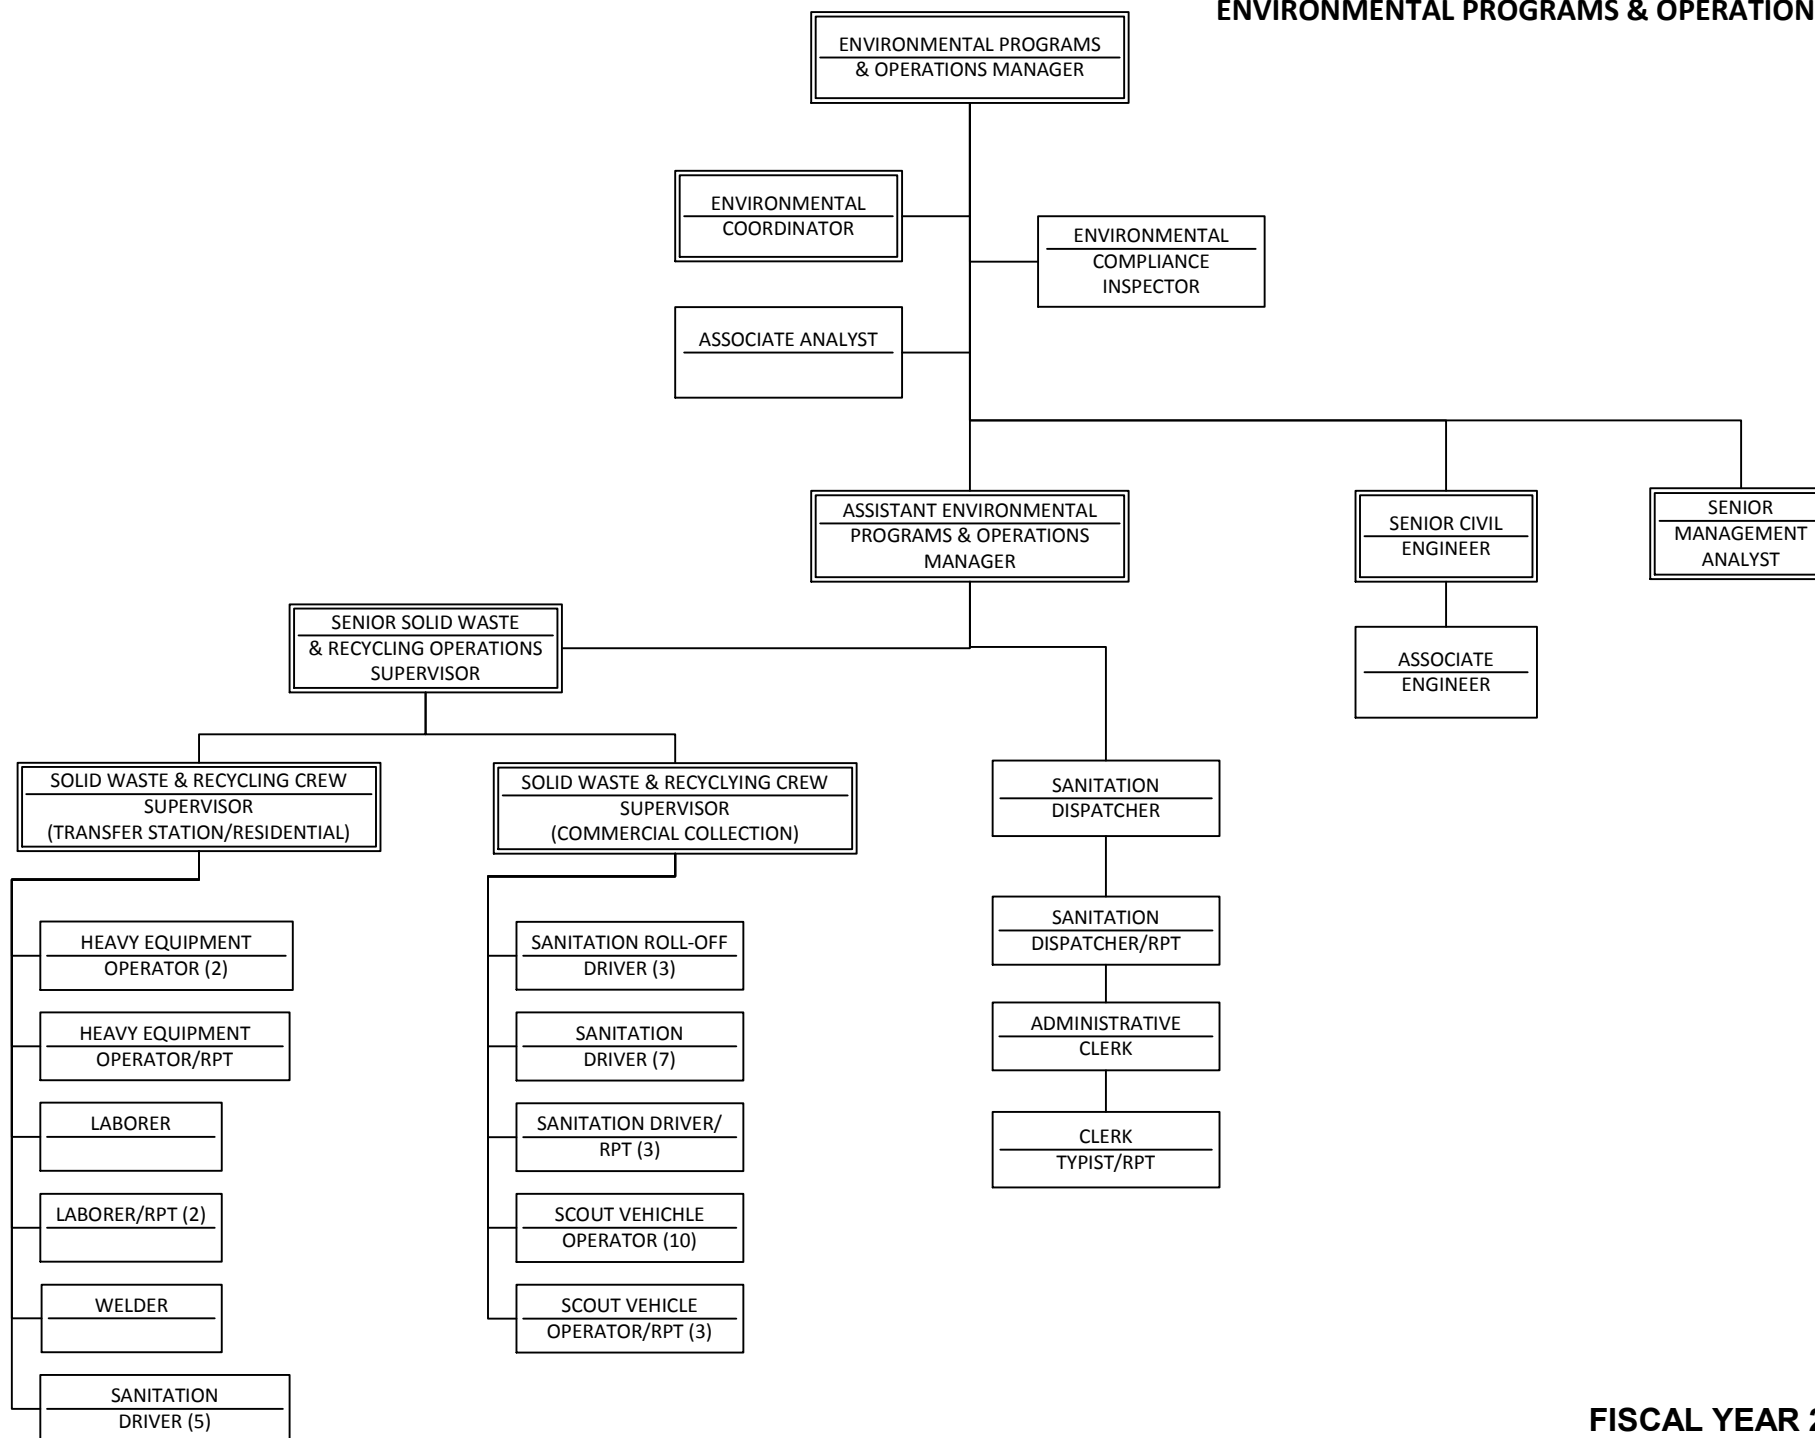 ENVIRONMENTAL PROGRAMS & OPERATION
ENVIRONMENTAL PROGRAMS
& OPERATIONS MANAGER
ENVIRONMENTAL
COORDINATOR
ENVIRONMENTAL
COMPLIANCE
INSPECTOR
ASSOCIATE ANALYST
ASSISTANT ENVIRONMENTAL
PROGRAMS & OPERATIONS
MANAGER
SENIOR CIVIL
ENGINEER
SENIOR
MANAGEMENT
ANALYST
SENIOR SOLID WASTE
& RECYCLING OPERATIONS
SUPERVISOR
ASSOCIATE
ENGINEER
SOLID WASTE & RECYCLING CREW
SUPERVISOR
(TRANSFER STATION/RESIDENTIAL)
SOLID WASTE & RECYCLYING CREW
SUPERVISOR
(COMMERCIAL COLLECTION)
SANITATION
DISPATCHER
HEAVY EQUIPMENT
OPERATOR (2)
HEAVY EQUIPMENT
OPERATOR/RPT
LABORER
LABORER/RPT (2)
WELDER
SANITATION
DRIVER (5)
SANITATION ROLL-OFF
DRIVER (3)
SANITATION
DRIVER (7)
SANITATION DRIVER/
RPT (3)
SCOUT VEHICHLE
OPERATOR (10)
SCOUT VEHICLE
OPERATOR/RPT (3)
SANITATION
DISPATCHER/RPT
ADMINISTRATIVE
CLERK
CLERK
TYPIST/RPT
FISCAL YEAR 2